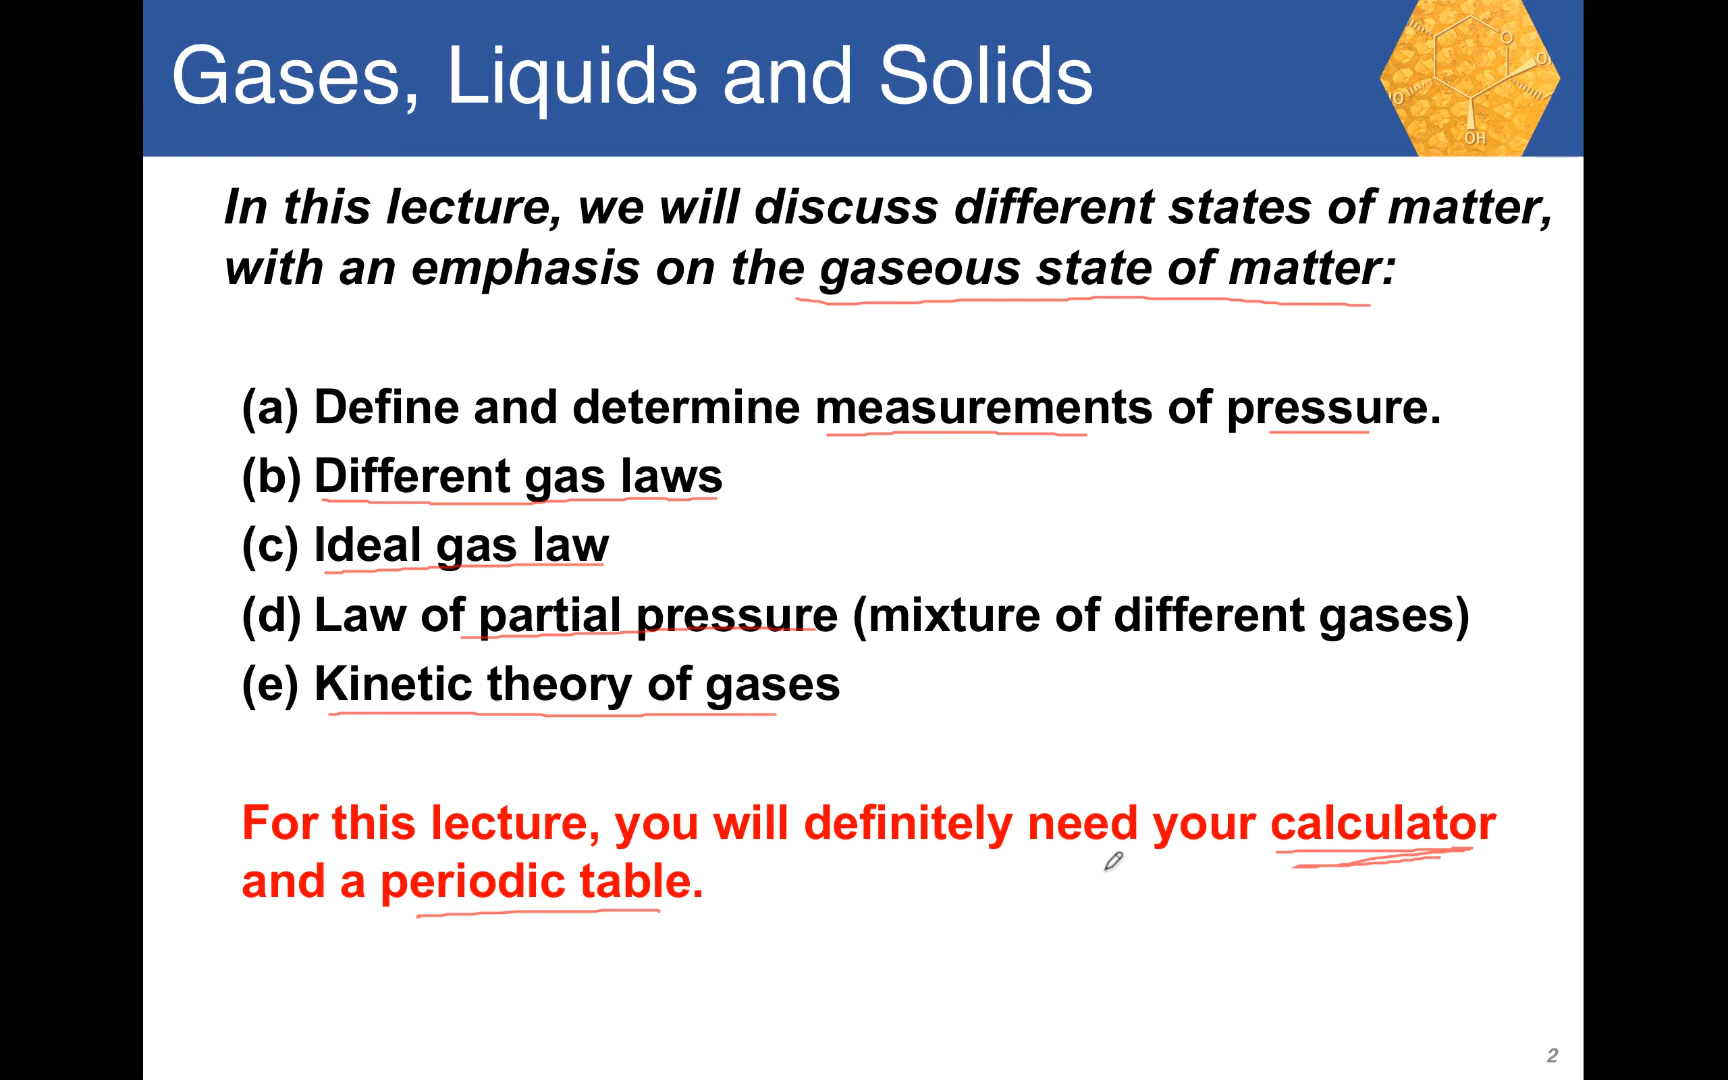 Gases, Liquids and Solids
O
O
O
OH
In this lecture, we will discuss different states of matter,
with an emphasis on the gaseous state of matter:
(a) Define and determine measurements of pressure.
(b) Different gas laws
(c) Ideal gas law
(d) Law of partial pressure (mixture of different gases)
(e) Kinetic theory of gases
For this lecture, you will definitely need your calculator
and a periodic table.
2